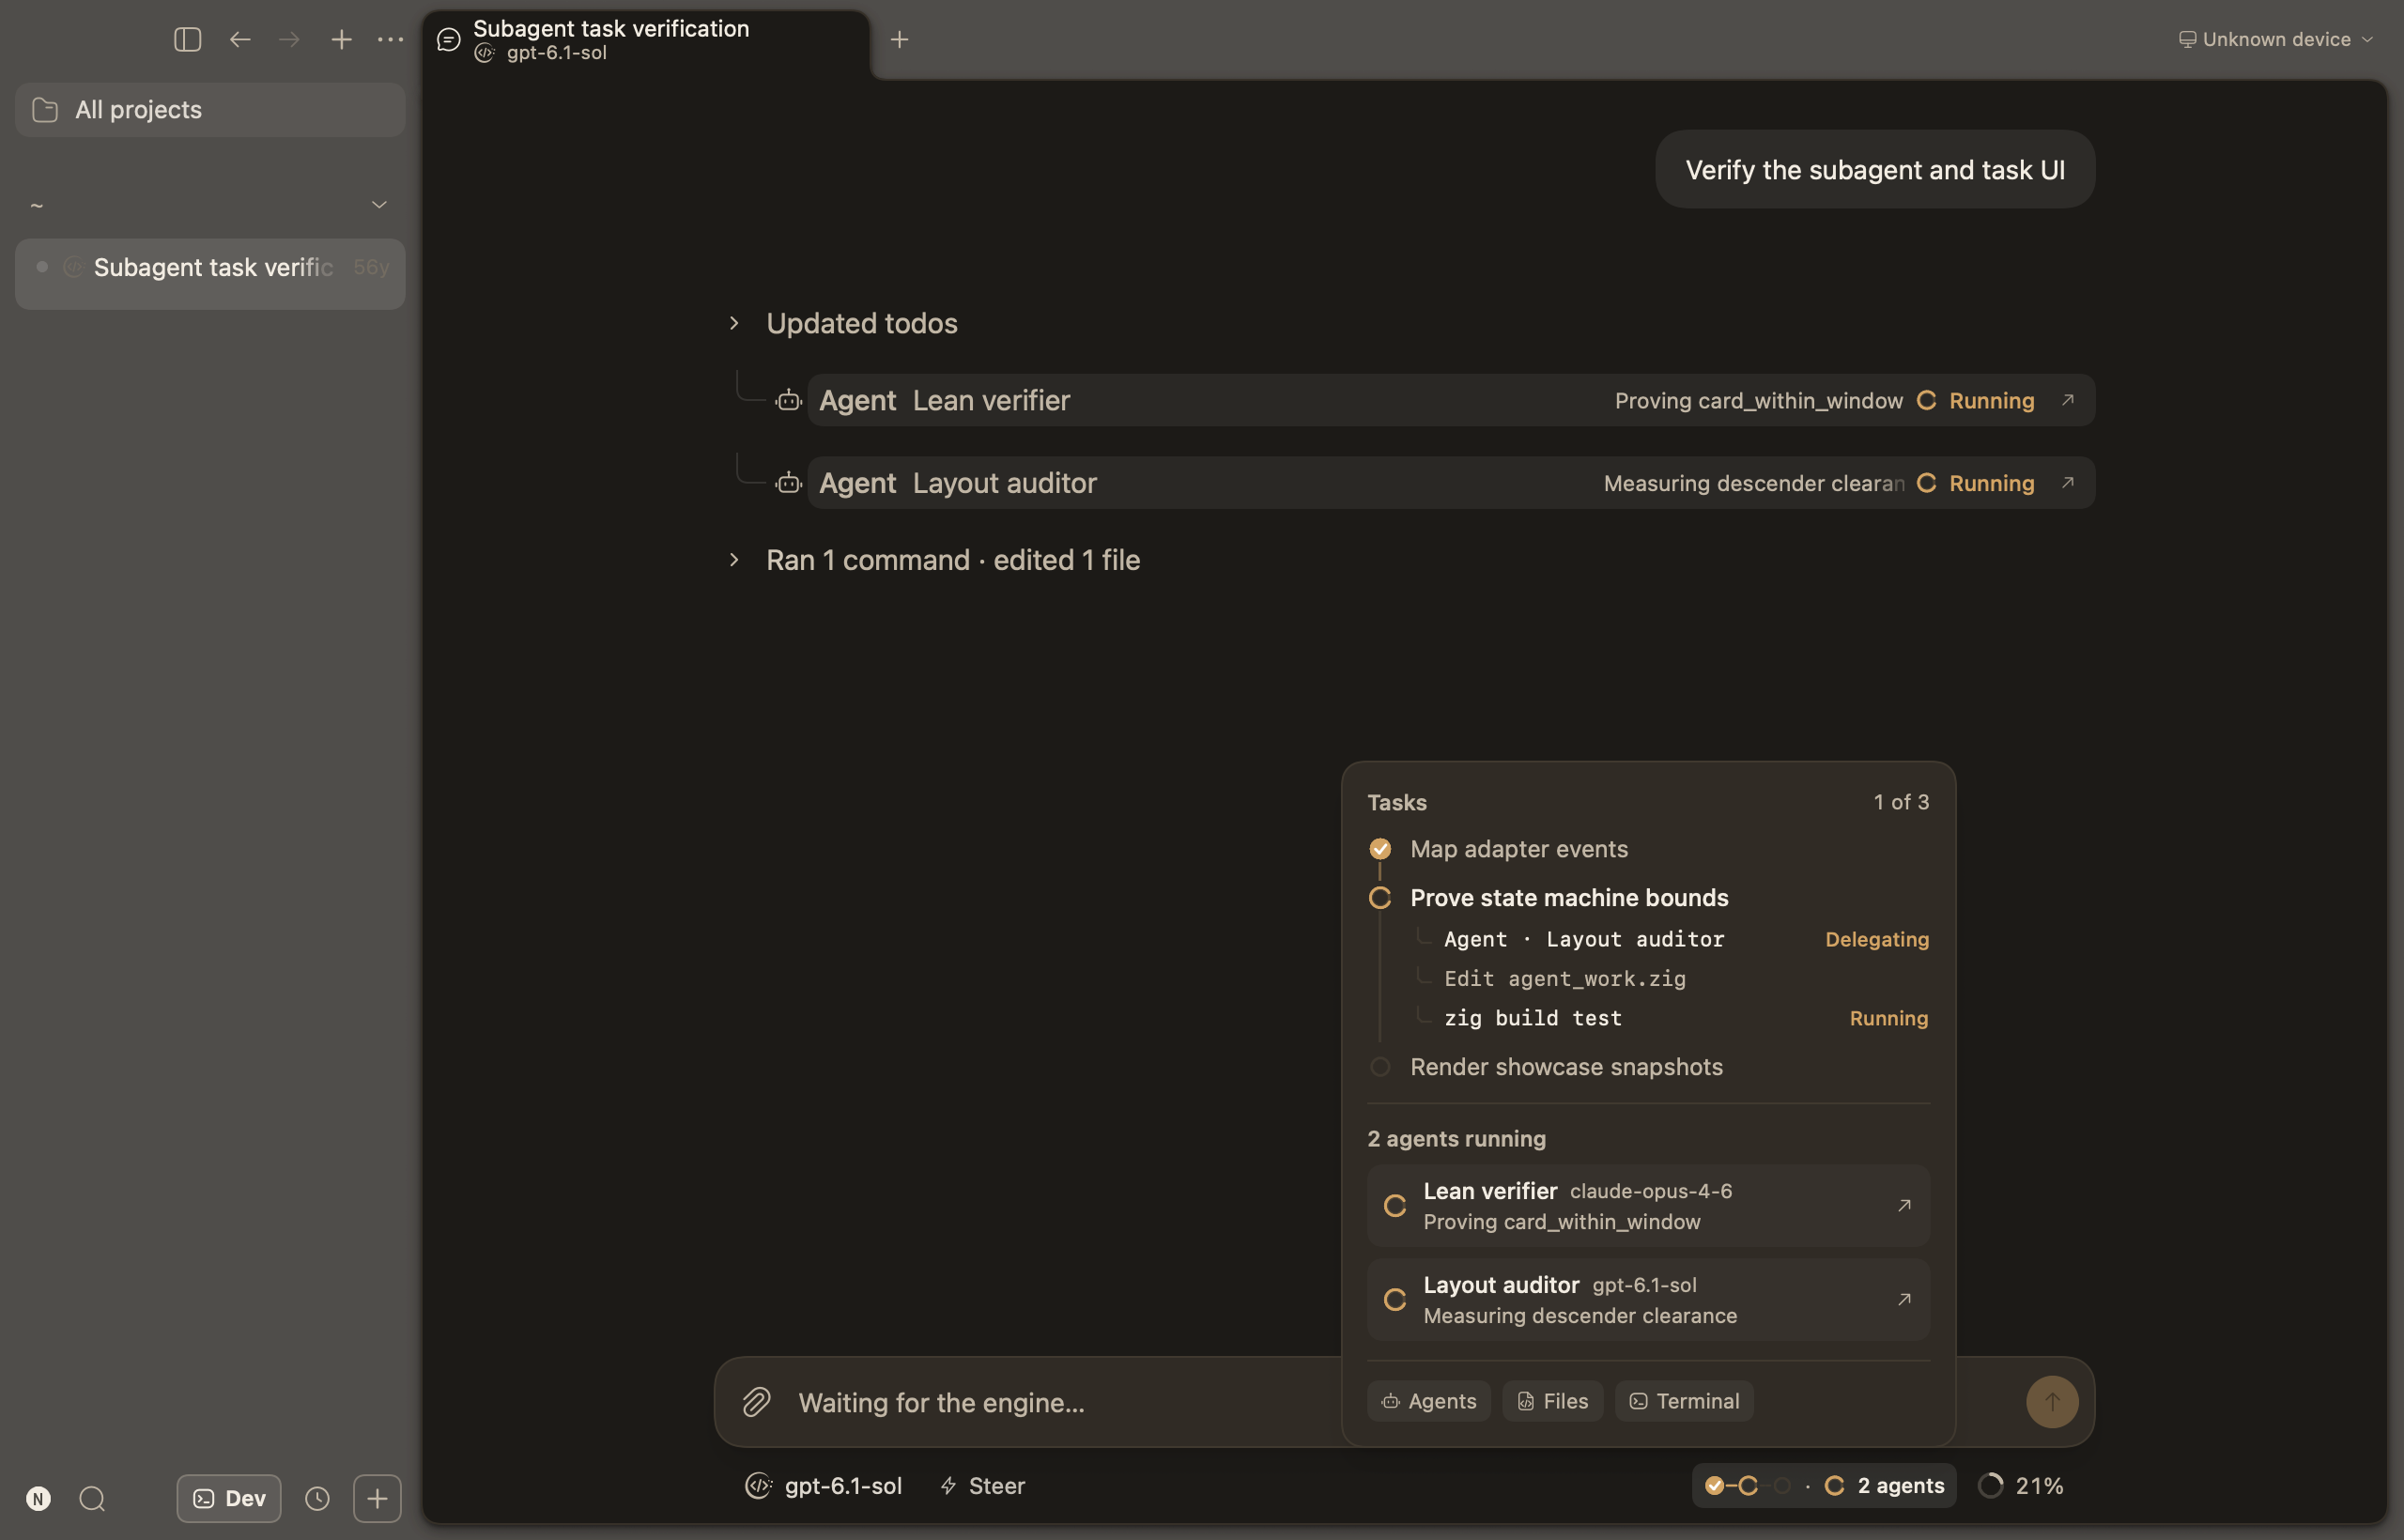 Subagent task verification
gpt-6.1-sol
Unknown device
All projects
~
Subagent task verific 56y
Verify the subagent and task UI
Updated todos
Agent Lean verifier Proving card_within_window Running
Agent Layout auditor Measuring descender clearan Running
Ran 1 command · edited 1 file
Tasks 1 of 3
Map adapter events
Prove state machine bounds
Agent · Layout auditor Delegating
Edit agent_work.zig
zig build test Running
Render showcase snapshots
2 agents running
Lean verifier claude-opus-4-6
Proving card_within_window
Layout auditor gpt-6.1-sol
Measuring descender clearance
Waiting for the engine...
Agents Files Terminal
gpt-6.1-sol Steer · 2 agents 21%
N Dev